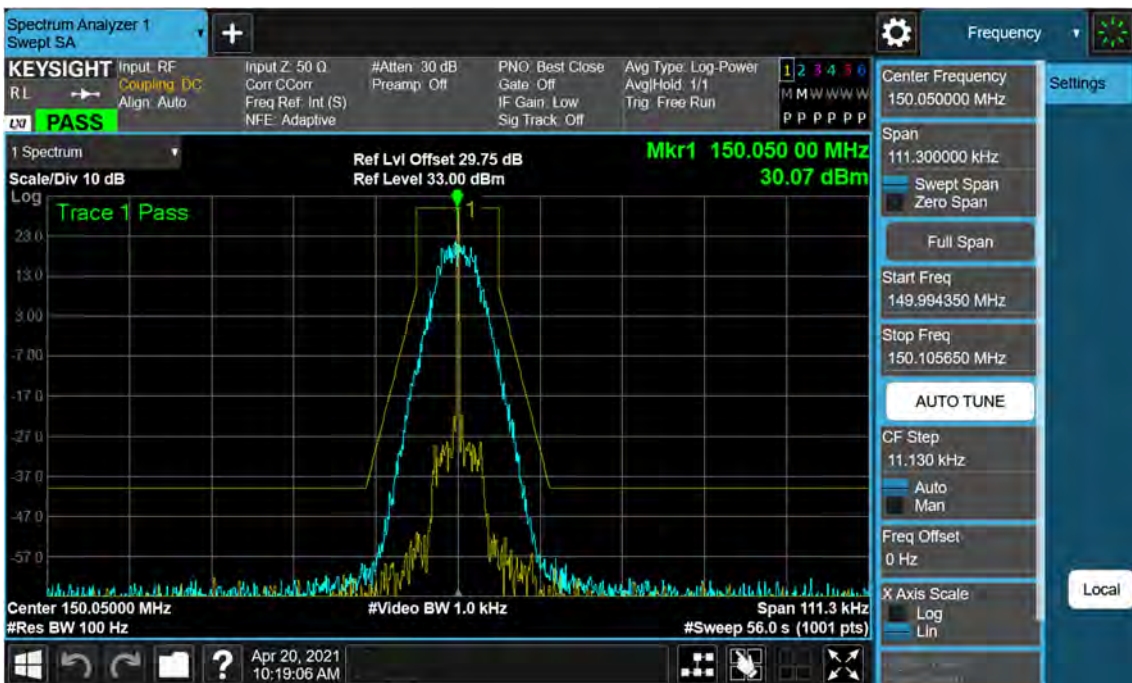 Spectrum Analyzer 1
Swept SA
+
Frequency
KEYSIGHT
RL
LXI
PASS
Input: RF
Coupling: DC
Align: Auto
Input Z: 50 Ω
Corr CCorr
Freq Ref: Int (S)
NFE: Adaptive
#Atten: 30 dB
Preamp: Off
PNO: Best Close
Gate: Off
IF Gain: Low
Sig Track: Off
Avg Type: Log-Power
Avg|Hold: 1/1
Trig: Free Run
1 2 3 4 5 6
M M W W W W
P P P P P P
1 Spectrum
Scale/Div 10 dB
Ref Lvl Offset 29.75 dB
Ref Level 33.00 dBm
Mkr1 150.050 00 MHz
30.07 dBm
Log
Trace 1 Pass
1
23.0
13.0
3.00
-7.00
-17.0
-27.0
-37.0
-47.0
-57.0
Center 150.05000 MHz
#Res BW 100 Hz
#Video BW 1.0 kHz
Span 111.3 kHz
#Sweep 56.0 s (1001 pts)
?
Apr 20, 2021
10:19:06 AM
Center Frequency
150.050000 MHz
Span
111.300000 kHz
Swept Span
Zero Span
Full Span
Start Freq
149.994350 MHz
Stop Freq
150.105650 MHz
AUTO TUNE
CF Step
11.130 kHz
Auto
Man
Freq Offset
0 Hz
X Axis Scale
Log
Lin
Settings
Local